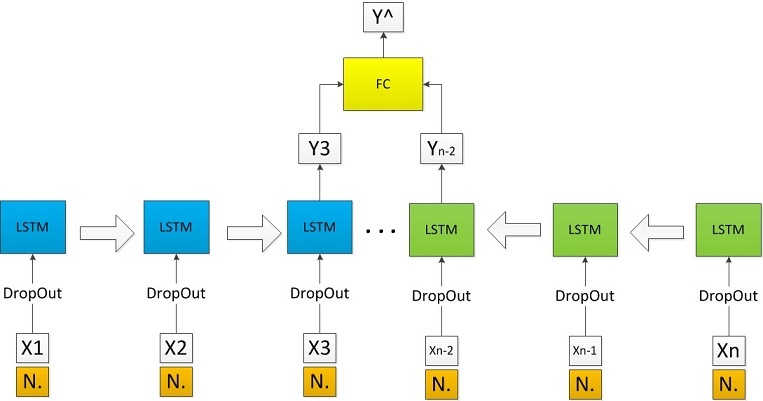 Y^
FC
Y3 Yn-2
LSTM LSTM LSTM ... LSTM LSTM LSTM
DropOut DropOut DropOut DropOut DropOut DropOut
X1 X2 X3 Xn-2 Xn-1 Xn
N. N. N. N. N. N.